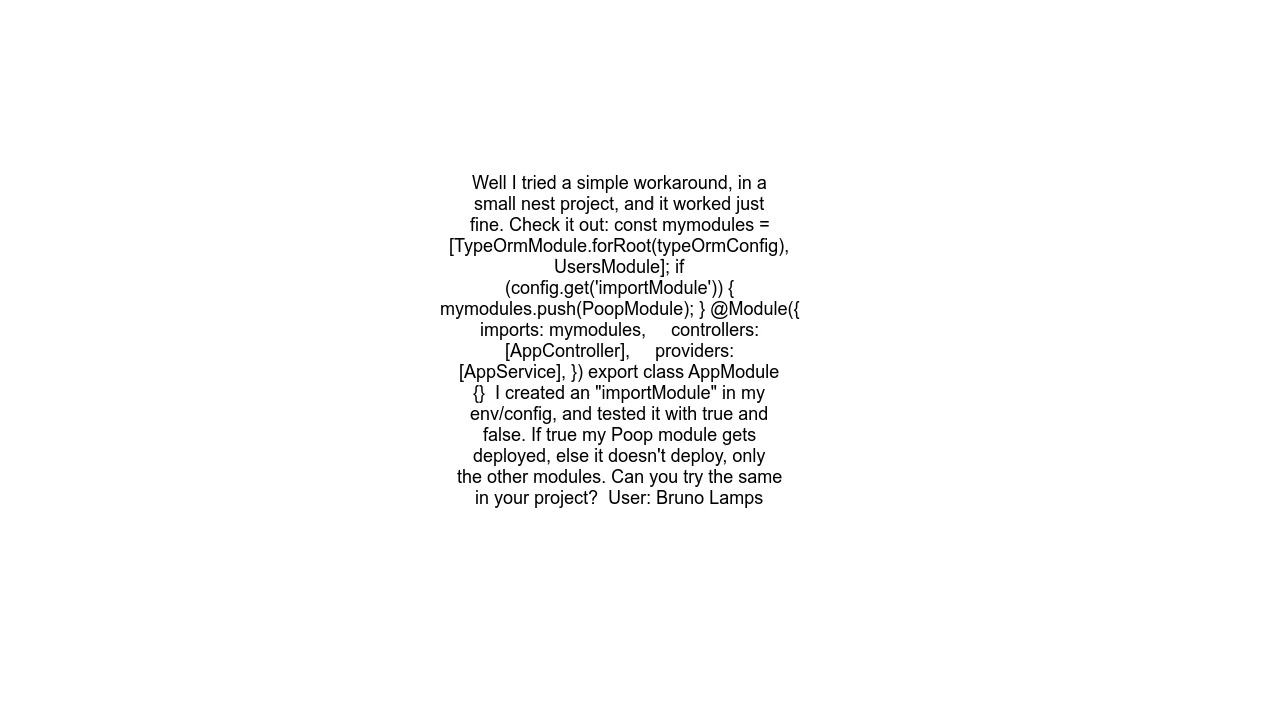 Well I tried a simple workaround, in a
small nest project, and it worked just
fine. Check it out: const mymodules =
[TypeOrmModule.forRoot(typeOrmConfig),
UsersModule]; if
(config.get('importModule')) {
mymodules.push(PoopModule); } @Module({
imports: mymodules,     controllers:
[AppController],     providers:
[AppService], }) export class AppModule
{}  I created an "importModule" in my
env/config, and tested it with true and
false. If true my Poop module gets
deployed, else it doesn't deploy, only
the other modules. Can you try the same
in your project?  User: Bruno Lamps